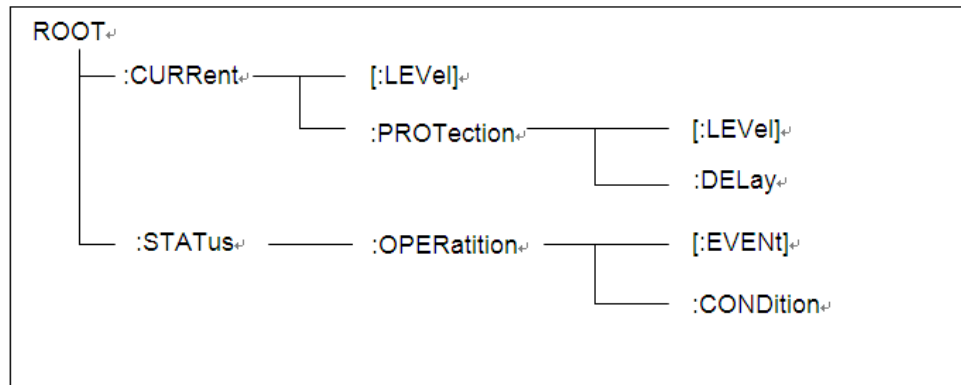 ROOT
:CURRent [:LEVel]
:PROTection [:LEVel]
:DELay
:STATus :OPERatition [:EVENt]
:CONDition